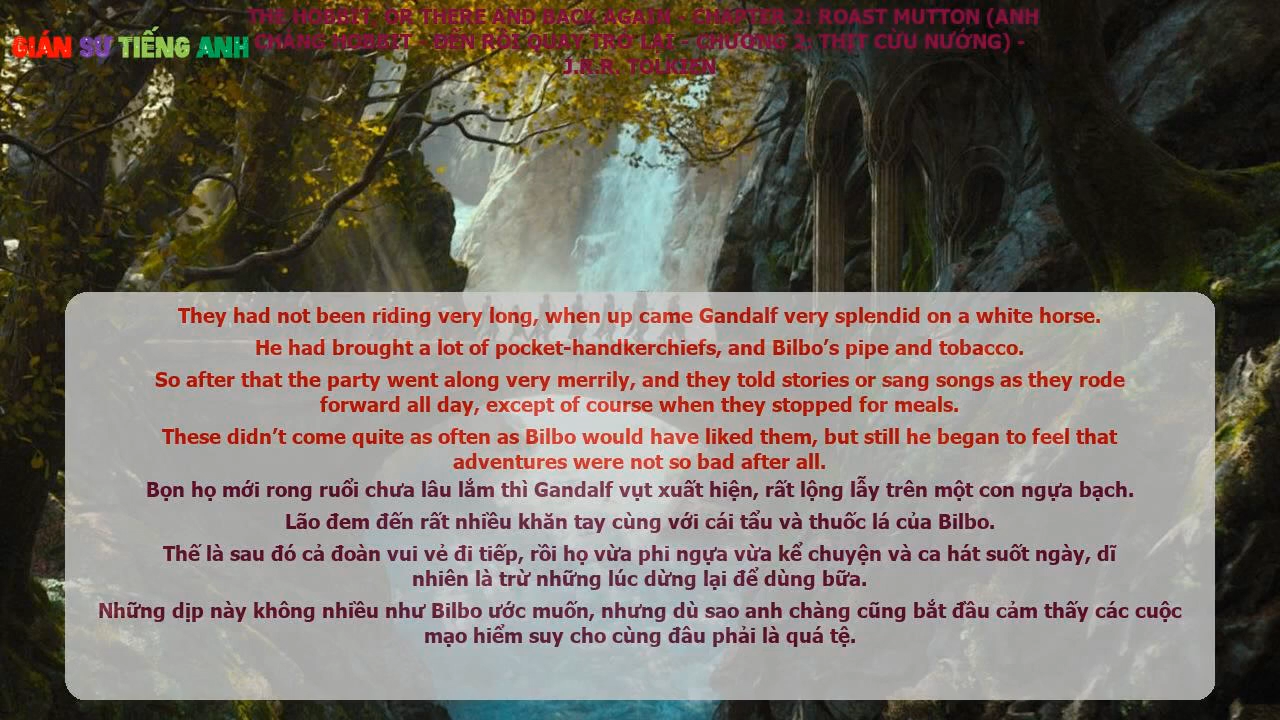 THE HOBBIT, OR THERE AND BACK AGAIN - CHAPTER 2: ROAST MUTTON (ANH
CHÀNG HOBBIT - ĐẾN RỒI QUAY TRỞ LẠI - CHƯƠNG 2: THỊT CỪU NƯỚNG) -
J.R.R. TOLKIEN
GIÁN SỨ TIẾNG ANH
They had not been riding very long, when up came Gandalf very splendid on a white horse.
He had brought a lot of pocket-handkerchiefs, and Bilbo’s pipe and tobacco.
So after that the party went along very merrily, and they told stories or sang songs as they rode
forward all day, except of course when they stopped for meals.
These didn’t come quite as often as Bilbo would have liked them, but still he began to feel that
adventures were not so bad after all.
Bọn họ mới rong ruổi chưa lâu lắm thì Gandalf vụt xuất hiện, rất lộng lẫy trên một con ngựa bạch.
Lão đem đến rất nhiều khăn tay cùng với cái tẩu và thuốc lá của Bilbo.
Thế là sau đó cả đoàn vui vẻ đi tiếp, rồi họ vừa phi ngựa vừa kể chuyện và ca hát suốt ngày, dĩ
nhiên là trừ những lúc dừng lại để dùng bữa.
Những dịp này không nhiều như Bilbo ước muốn, nhưng dù sao anh chàng cũng bắt đầu cảm thấy các cuộc
mạo hiểm suy cho cùng đâu phải là quá tệ.